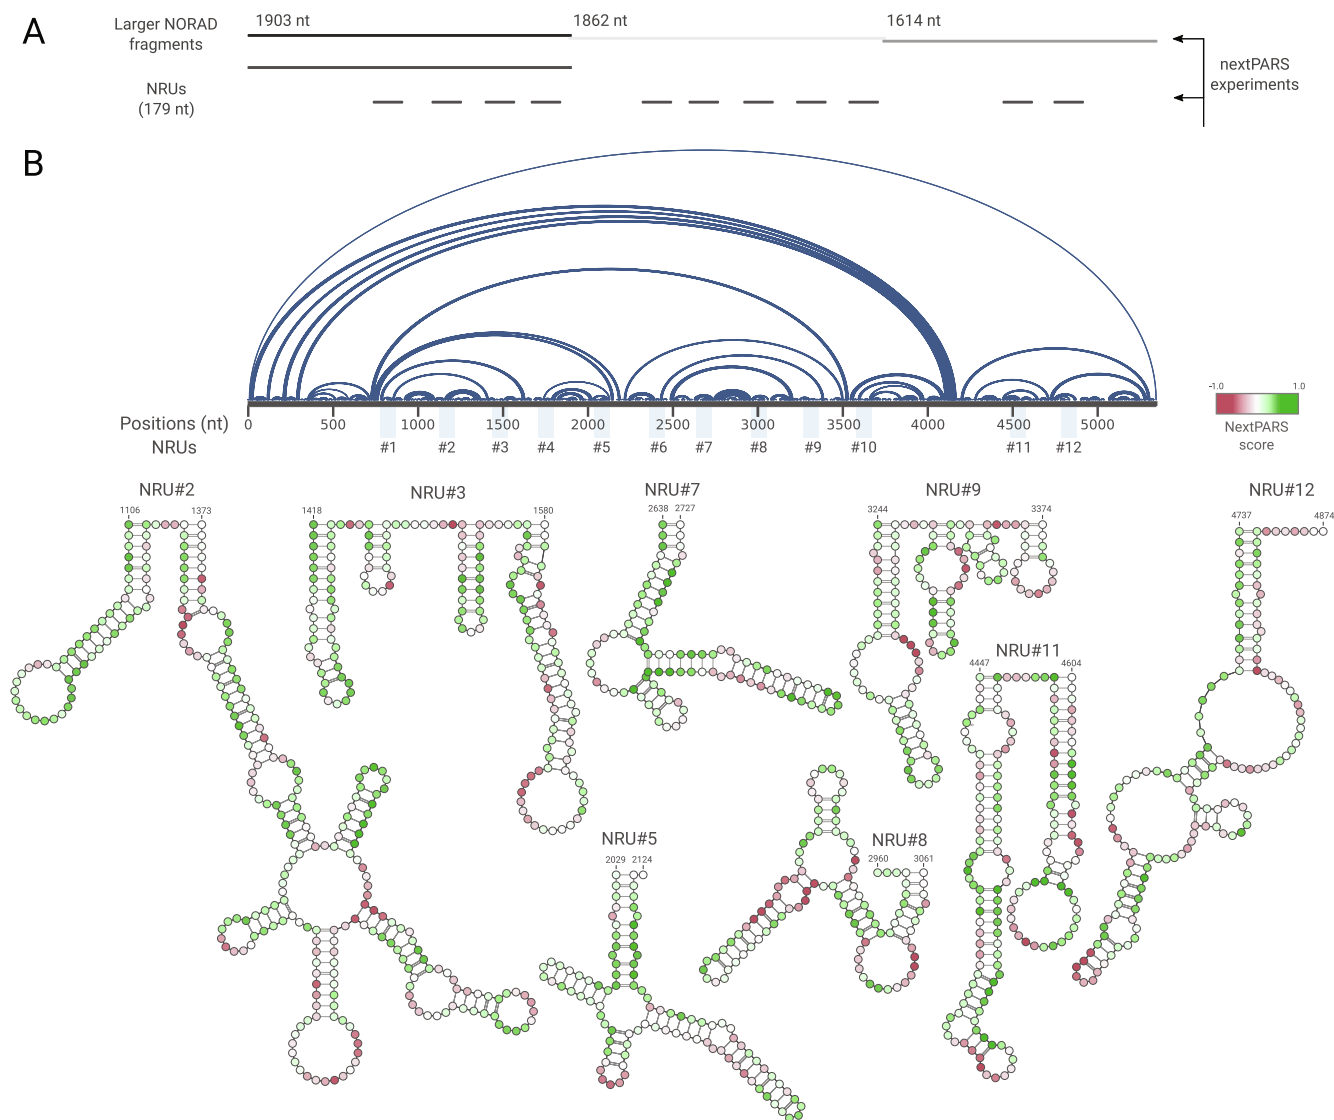 A
Larger NORAD
fragments
1903 nt
1862 nt
1614 nt
NRUs
(179 nt)
nextPARS
experiments
B
Positions (nt)
0 500 1000 1500 2000 2500 3000 3500 4000 4500 5000
NRUs
#1 #2 #3 #4 #5 #6 #7 #8 #9 #10 #11 #12
-1.0 1.0
NextPARS
score
NRU#2
1106 1373
NRU#3
1418 1580
NRU#7
2638 2727
NRU#9
3244 3374
NRU#12
4737 4874
NRU#11
4447 4604
NRU#5
2029 2124
NRU#8
2960 3061